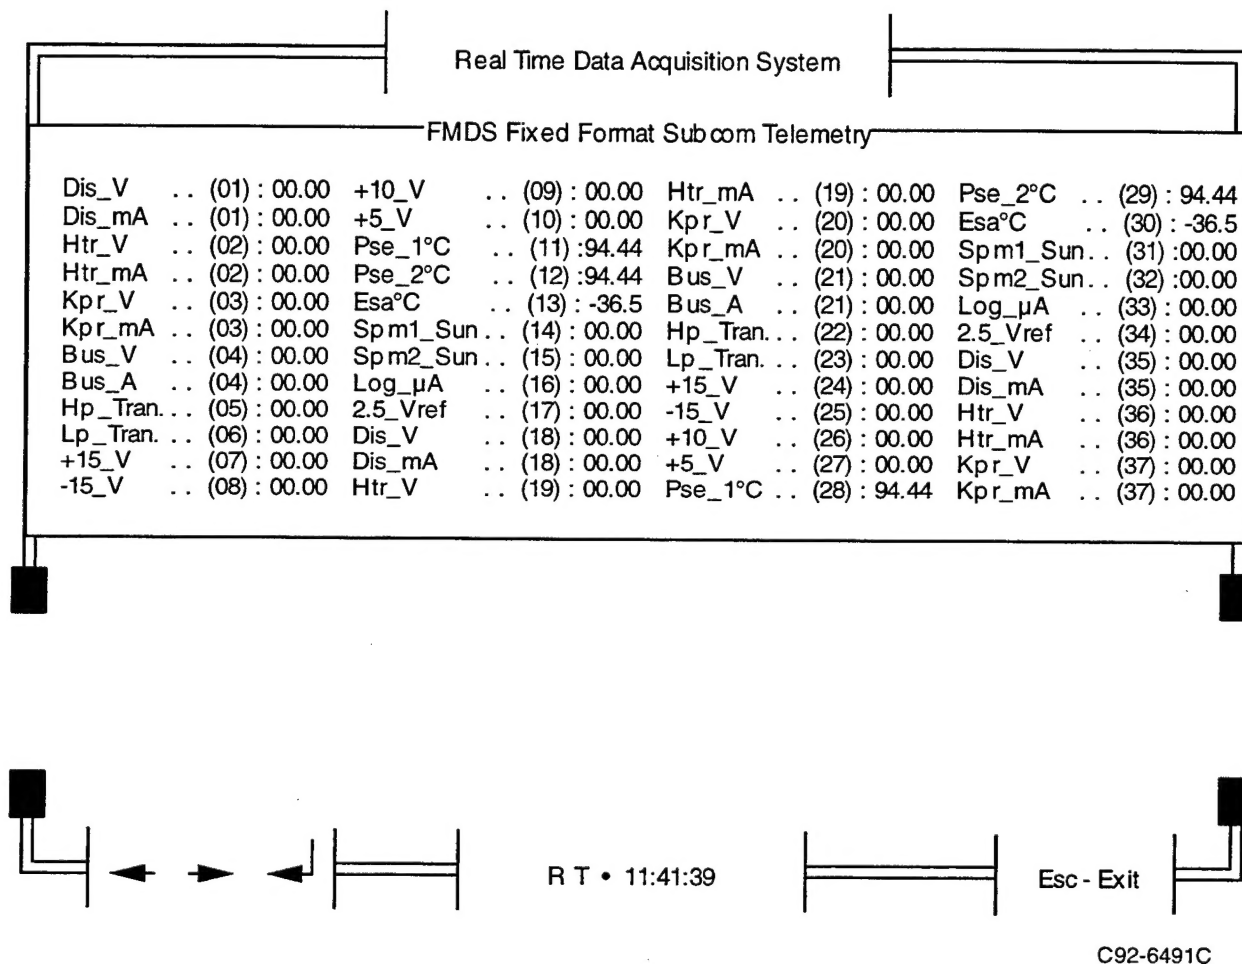 Real Time Data Acquisition System
FMDS Fixed Format Subcom Telemetry
Dis_V .. (01) : 00.00 +10_V .. (09) : 00.00 Htr_mA .. (19) : 00.00 Pse_2°C .. (29) : 94.44
Dis_mA .. (01) : 00.00 +5_V .. (10) : 00.00 Kpr_V .. (20) : 00.00 Esa°C .. (30) : -36.5
Htr_V .. (02) : 00.00 Pse_1°C .. (11) :94.44 Kpr_mA .. (20) : 00.00 Spm1_Sun .. (31) :00.00
Htr_mA .. (02) : 00.00 Pse_2°C .. (12) :94.44 Bus_V .. (21) : 00.00 Spm2_Sun .. (32) :00.00
Kpr_V .. (03) : 00.00 Esa°C .. (13) : -36.5 Bus_A .. (21) : 00.00 Log_µA .. (33) : 00.00
Kpr_mA .. (03) : 00.00 Spm1_Sun .. (14) : 00.00 Hp_Tran... (22) : 00.00 2.5_Vref .. (34) : 00.00
Bus_V .. (04) : 00.00 Spm2_Sun .. (15) : 00.00 Lp_Tran... (23) : 00.00 Dis_V .. (35) : 00.00
Bus_A .. (04) : 00.00 Log_µA .. (16) : 00.00 +15_V .. (24) : 00.00 Dis_mA .. (35) : 00.00
Hp_Tran... (05) : 00.00 2.5_Vref .. (17) : 00.00 -15_V .. (25) : 00.00 Htr_V .. (36) : 00.00
Lp_Tran... (06) : 00.00 Dis_V .. (18) : 00.00 +10_V .. (26) : 00.00 Htr_mA .. (36) : 00.00
+15_V .. (07) : 00.00 Dis_mA .. (18) : 00.00 +5_V .. (27) : 00.00 Kpr_V .. (37) : 00.00
-15_V .. (08) : 00.00 Htr_V .. (19) : 00.00 Pse_1°C .. (28) : 94.44 Kpr_mA .. (37) : 00.00
R T • 11:41:39
Esc - Exit
C92-6491C